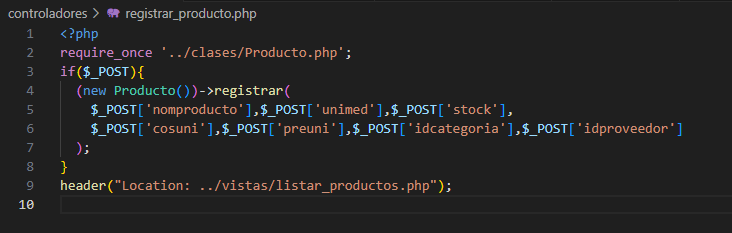 controladores > registrar_producto.php
1 <?php
2 require_once '../clases/Producto.php';
3 if($_POST){
4 (new Producto())->registrar(
5 $_POST['nomproducto'],$_POST['unimed'],$_POST['stock'],
6 $_POST['cosuni'],$_POST['preuni'],$_POST['idcategoria'],$_POST['idproveedor']
7 );
8 }
9 header("Location: ../vistas/listar_productos.php");
10